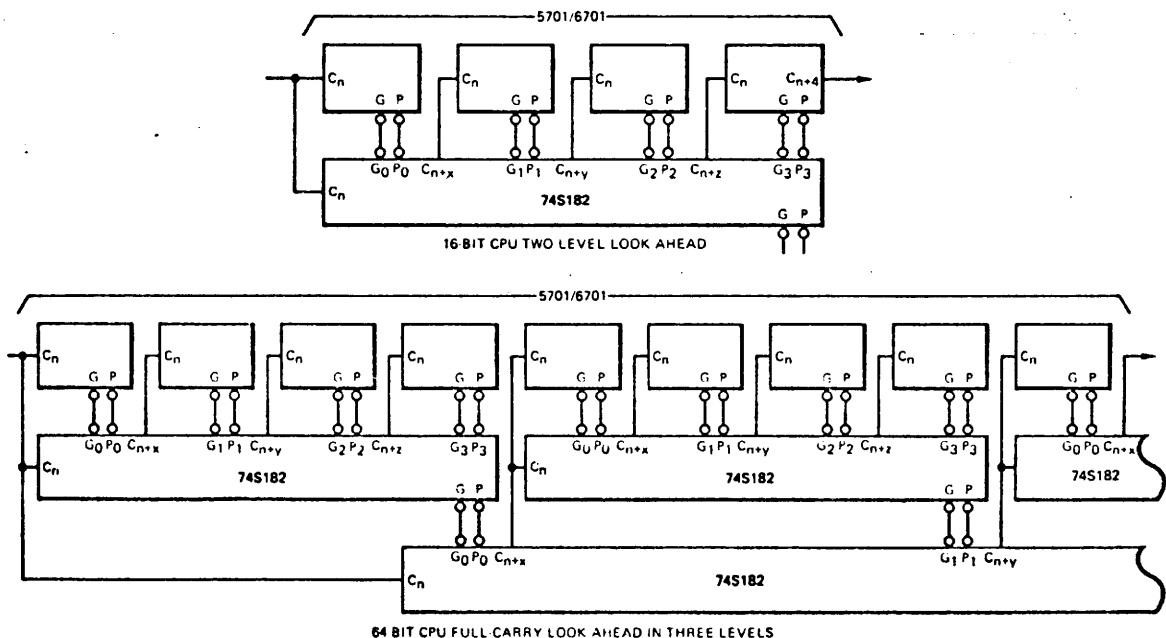 5701/6701
Cn Cn Cn Cn Cn+4
G P G P G P G P
G0 P0 Cn+x G1 P1 Cn+y G2 P2 Cn+z G3 P3
Cn
74S182
G P
16-BIT CPU TWO LEVEL LOOK AHEAD
5701/6701
Cn Cn Cn Cn Cn Cn Cn Cn Cn
G P G P G P G P G P G P G P G P G P
G0 P0 Cn+x G1 P1 Cn+y G2 P2 Cn+z G3 P3 G0 P0 Cn+x G1 P1 Cn+y G2 P2 Cn+z G3 P3 G0 P0 Cn+x
Cn 74S182 Cn 74S182 Cn 74S182
G P G P
G0 P0 Cn+x G1 P1 Cn+y
Cn 74S182
64 BIT CPU FULL-CARRY LOOK AHEAD IN THREE LEVELS